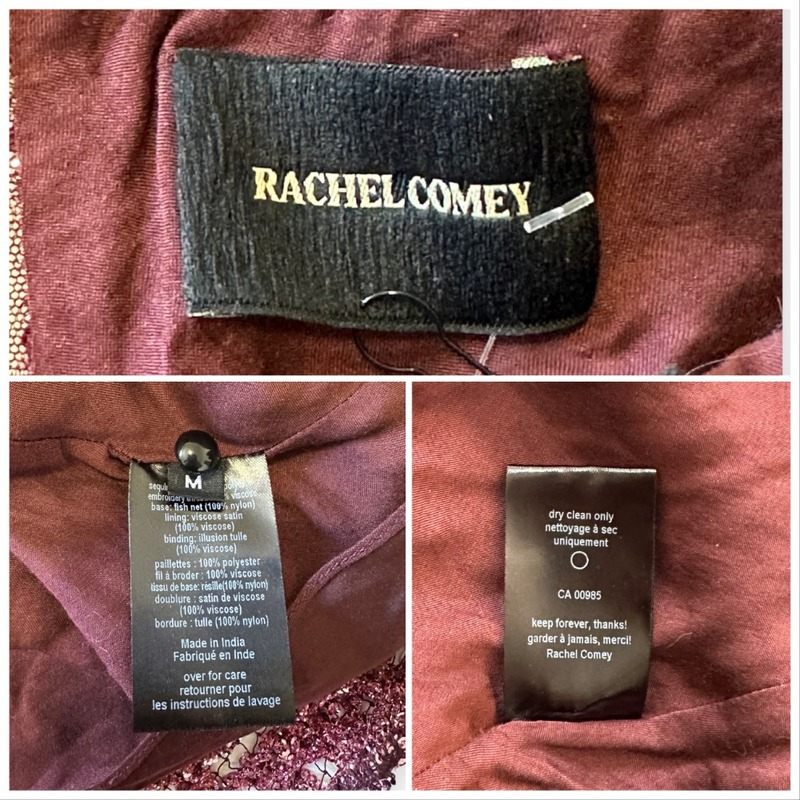 RACHEL COMEY
M
base: fish net (100% nylon)
lining: viscose satin
(100% viscose)
binding: illusion tulle
(100% viscose)
paillettes : 100% polyester
fil à broder : 100% viscose
tissu de base: résille(100% nylon)
doublure : satin de viscose
(100% viscose)
bordure : tulle (100% nylon)
Made in India
Fabriqué en Inde
over for care
retourner pour
les instructions de lavage
dry clean only
nettoyage à sec
uniquement
CA 00985
keep forever, thanks!
garder à jamais, merci!
Rachel Comey